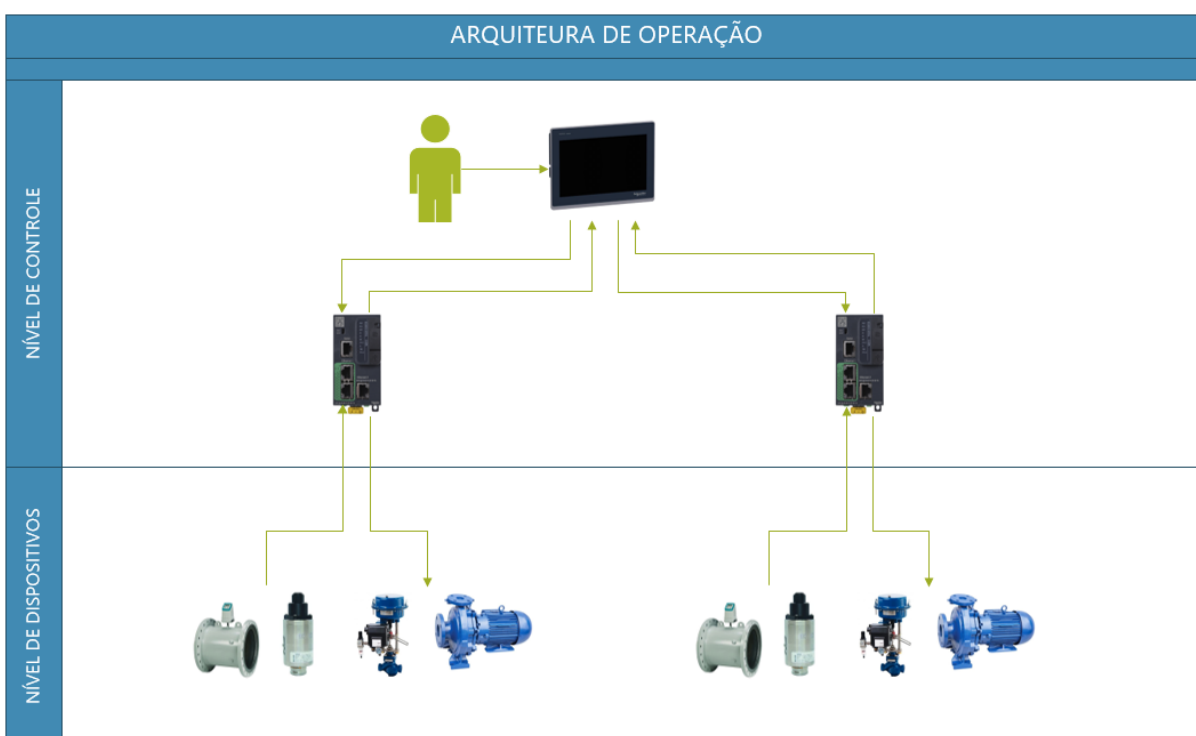 ARQUITEURA DE OPERAÇÃO
NÍVEL DE CONTROLE
NÍVEL DE DISPOSITIVOS